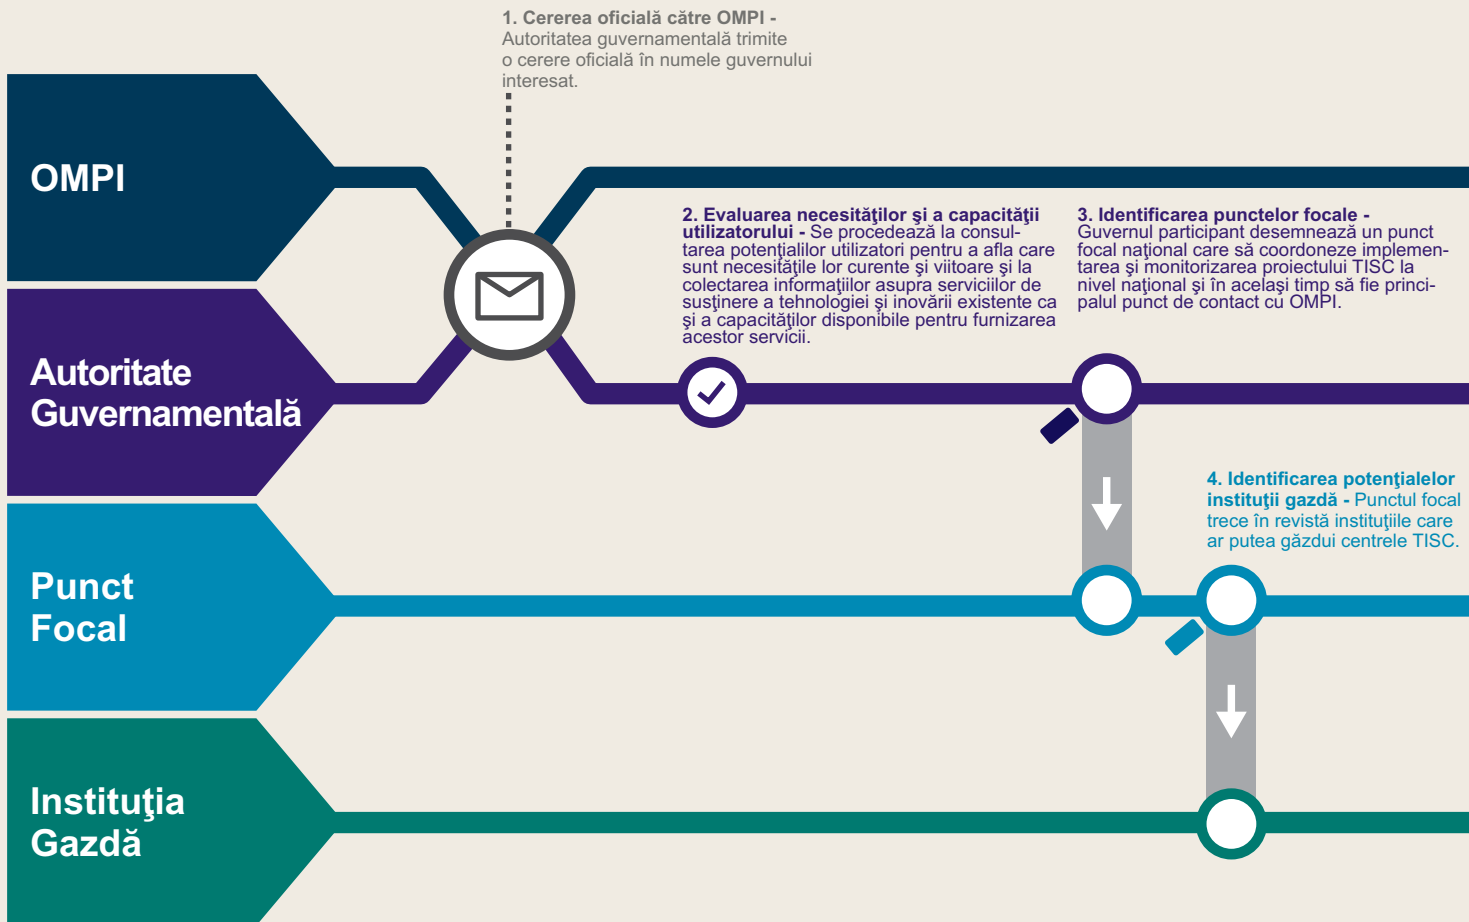 1. Cererea oficială către OMPI -
Autoritatea guvernamentală trimite
o cerere oficială în numele guvernului
interesat.
OMPI
2. Evaluarea necesităţilor şi a capacităţii
utilizatorului - Se procedează la consul-
tarea potenţialilor utilizatori pentru a afla care
sunt necesităţile lor curente şi viitoare şi la
colectarea informaţiilor asupra serviciilor de
susţinere a tehnologiei şi inovării existente ca
şi a capacităţilor disponibile pentru furnizarea
acestor servicii.
3. Identificarea punctelor focale -
Guvernul participant desemnează un punct
focal naţional care să coordoneze implemen-
tarea şi monitorizarea proiectului TISC la
nivel naţional şi în acelaşi timp să fie princi-
palul punct de contact cu OMPI.
Autoritate
Guvernamentală
4. Identificarea potenţialelor
instituţii gazdă - Punctul focal
trece în revistă instituţiile care
ar putea găzdui centrele TISC.
Punct
Focal
Instituţia
Gazdă